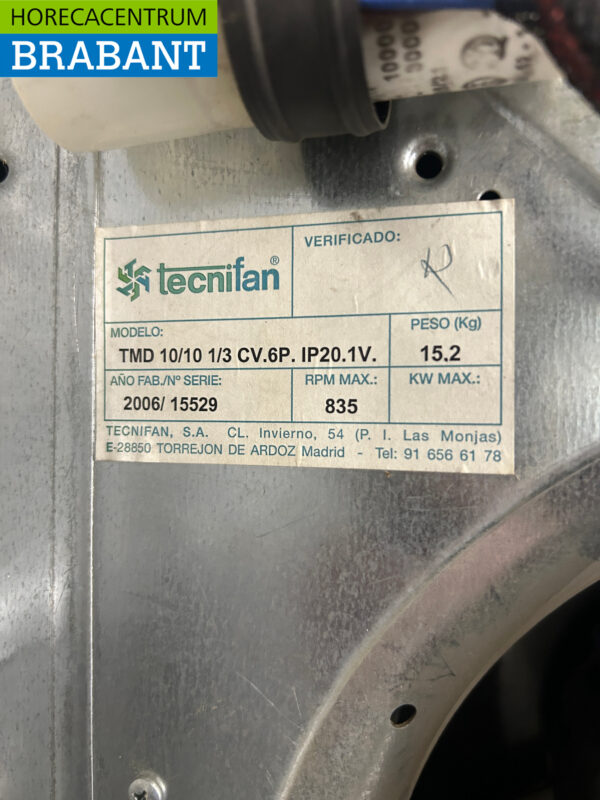 HORECACENTRUM
BRABANT
10000
3000
tecnifan®
VERIFICADO:
MODELO:
TMD 10/10 1/3 CV.6P. IP20.1V.
PESO (Kg)
15.2
AÑO FAB./Nº SERIE:
2006/ 15529
RPM MAX.:
835
KW MAX.:
TECNIFAN, S.A. CL. Invierno, 54 (P. I. Las Monjas)
E-28850 TORREJON DE ARDOZ Madrid - Tel: 91 656 61 78